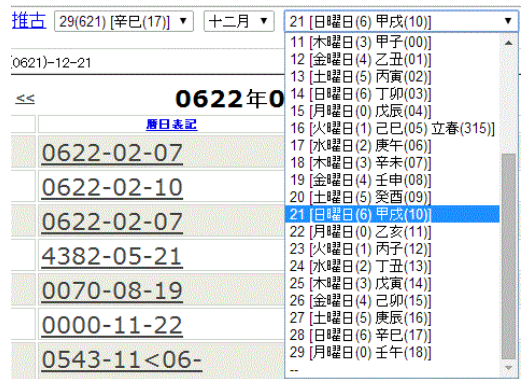 推古 29(621) [辛巳(17)] ▼ 十二月 ▼ 21 [日曜日(6) 甲戌(10)] ▼
(0621)-12-21
<< 0622年0
暦日表記
0622-02-07
0622-02-10
0622-02-07
4382-05-21
0070-08-19
0000-11-22
0543-11<06-
11 [木曜日(3) 甲子(00)]
12 [金曜日(4) 乙丑(01)]
13 [土曜日(5) 丙寅(02)]
14 [日曜日(6) 丁卯(03)]
15 [月曜日(0) 戊辰(04)]
16 [火曜日(1) 己巳(05) 立春(315)]
17 [水曜日(2) 庚午(06)]
18 [木曜日(3) 辛未(07)]
19 [金曜日(4) 壬申(08)]
20 [土曜日(5) 癸酉(09)]
21 [日曜日(6) 甲戌(10)]
22 [月曜日(0) 乙亥(11)]
23 [火曜日(1) 丙子(12)]
24 [水曜日(2) 丁丑(13)]
25 [木曜日(3) 戊寅(14)]
26 [金曜日(4) 己卯(15)]
27 [土曜日(5) 庚辰(16)]
28 [日曜日(6) 辛巳(17)]
29 [月曜日(0) 壬午(18)]
--